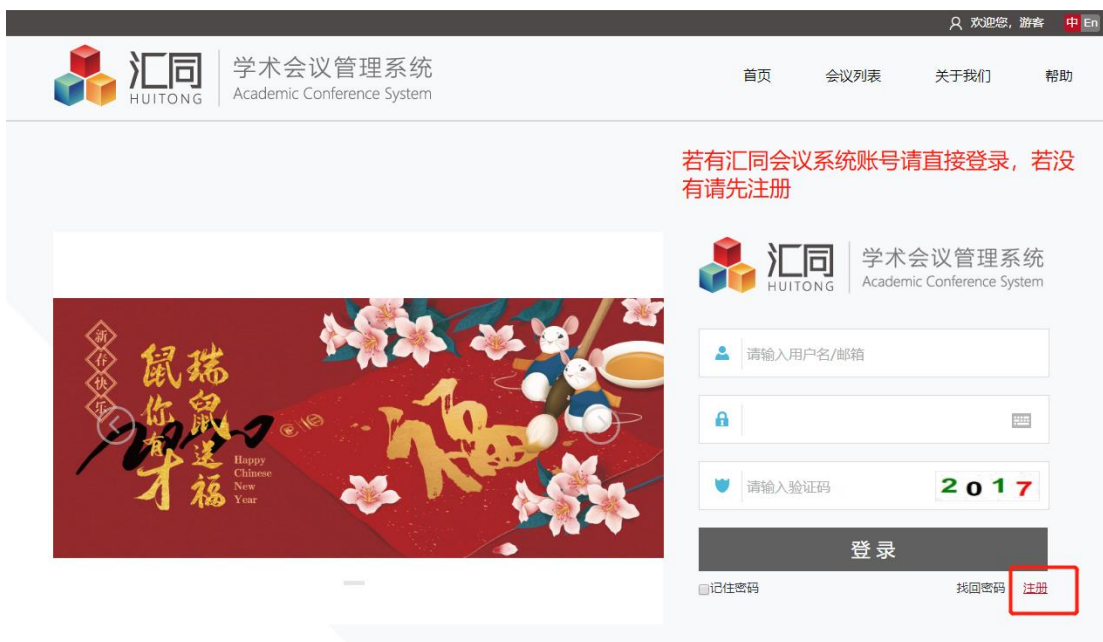 欢迎您，游客 中 En
汇同
HUITONG
学术会议管理系统
Academic Conference System
首页 会议列表 关于我们 帮助
若有汇同会议系统账号请直接登录，若没
有请先注册
新春快乐
鼠你有才
瑞鼠送福
2020
Happy
Chinese
New
Year
福
汇同
HUITONG
学术会议管理系统
Academic Conference System
请输入用户名/邮箱
请输入验证码
2017
登录
记住密码 找回密码 注册